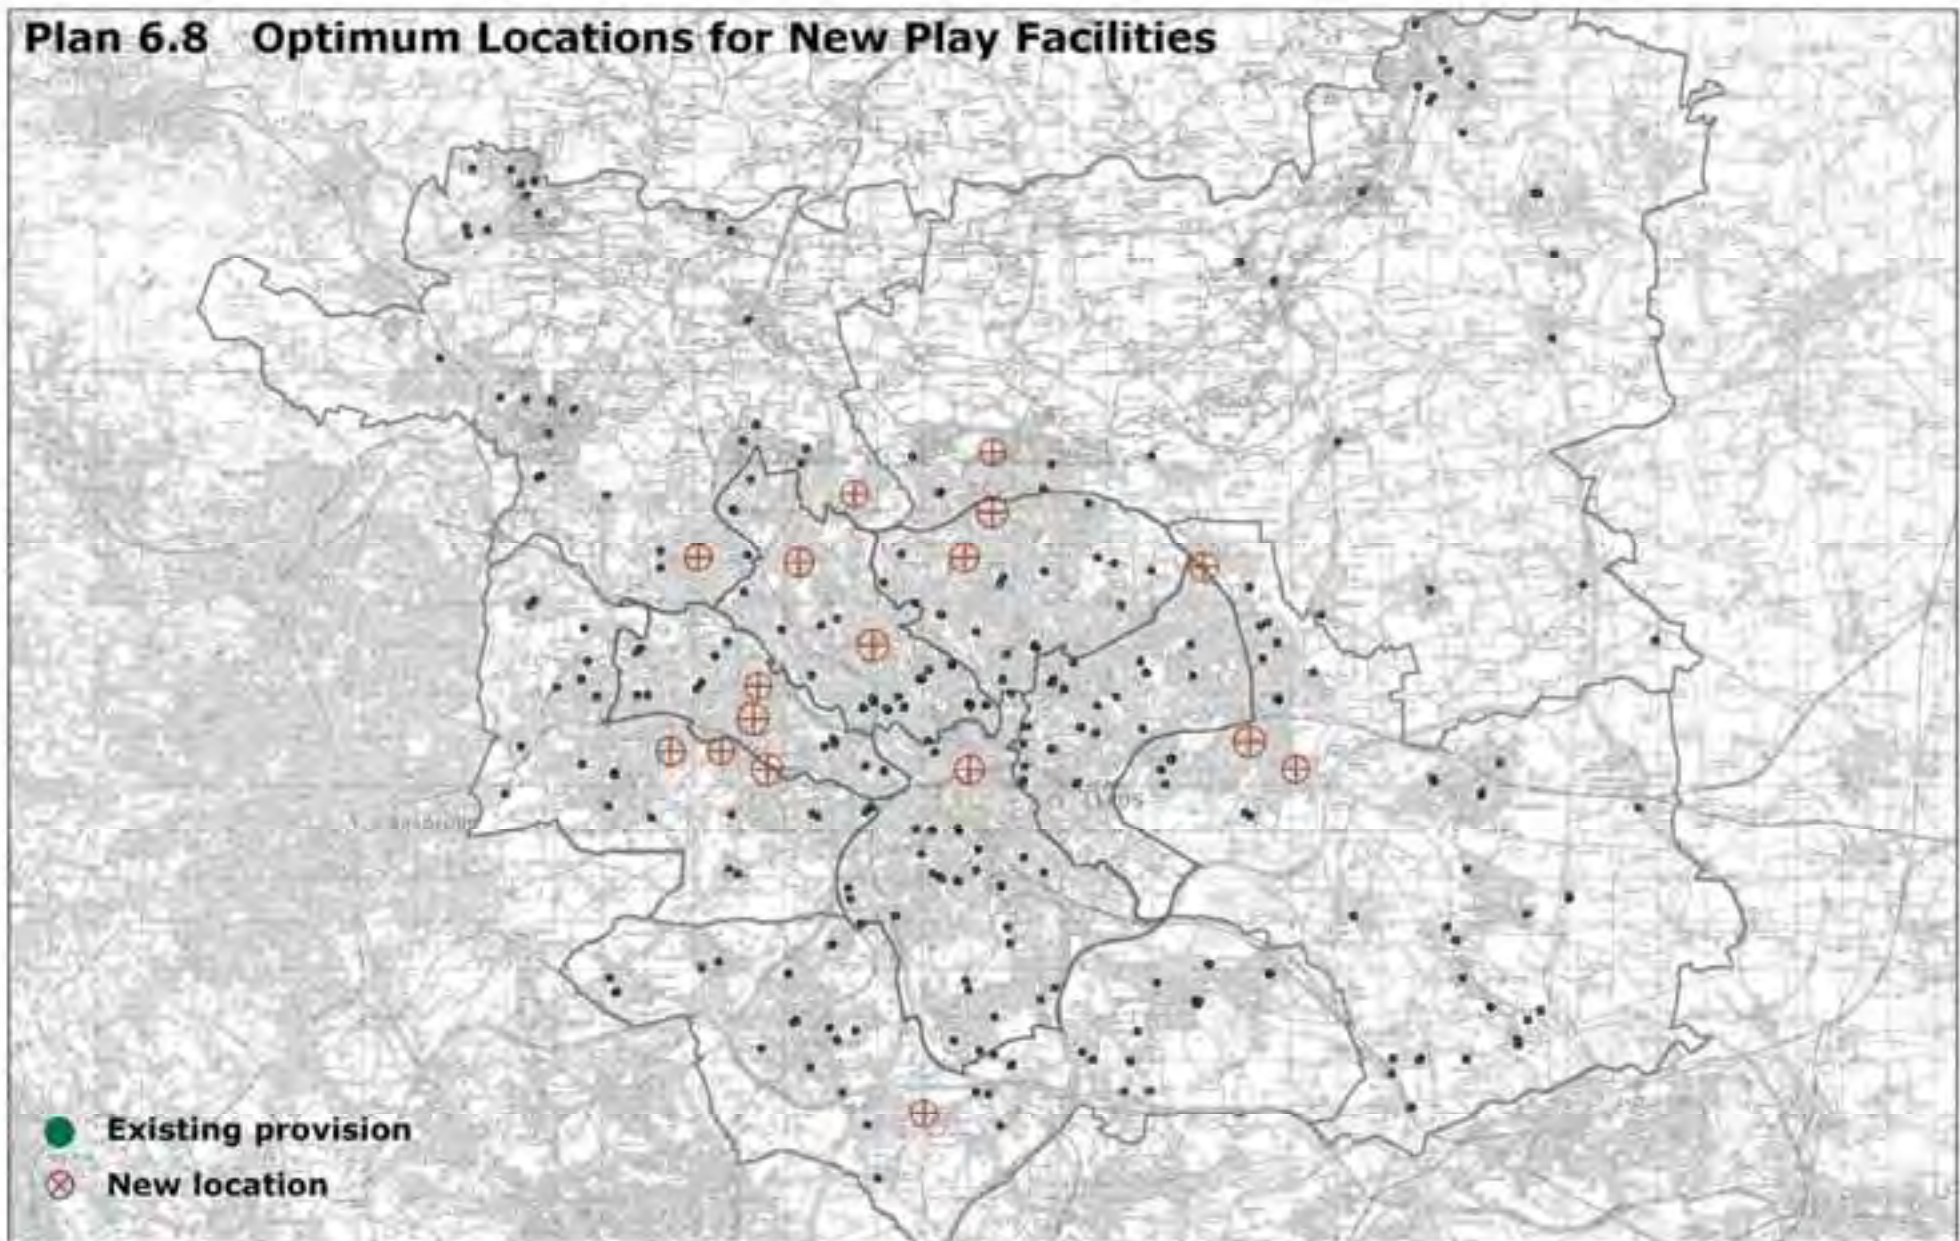 Plan 6.8 Optimum Locations for New Play Facilities
Existing provision
New location